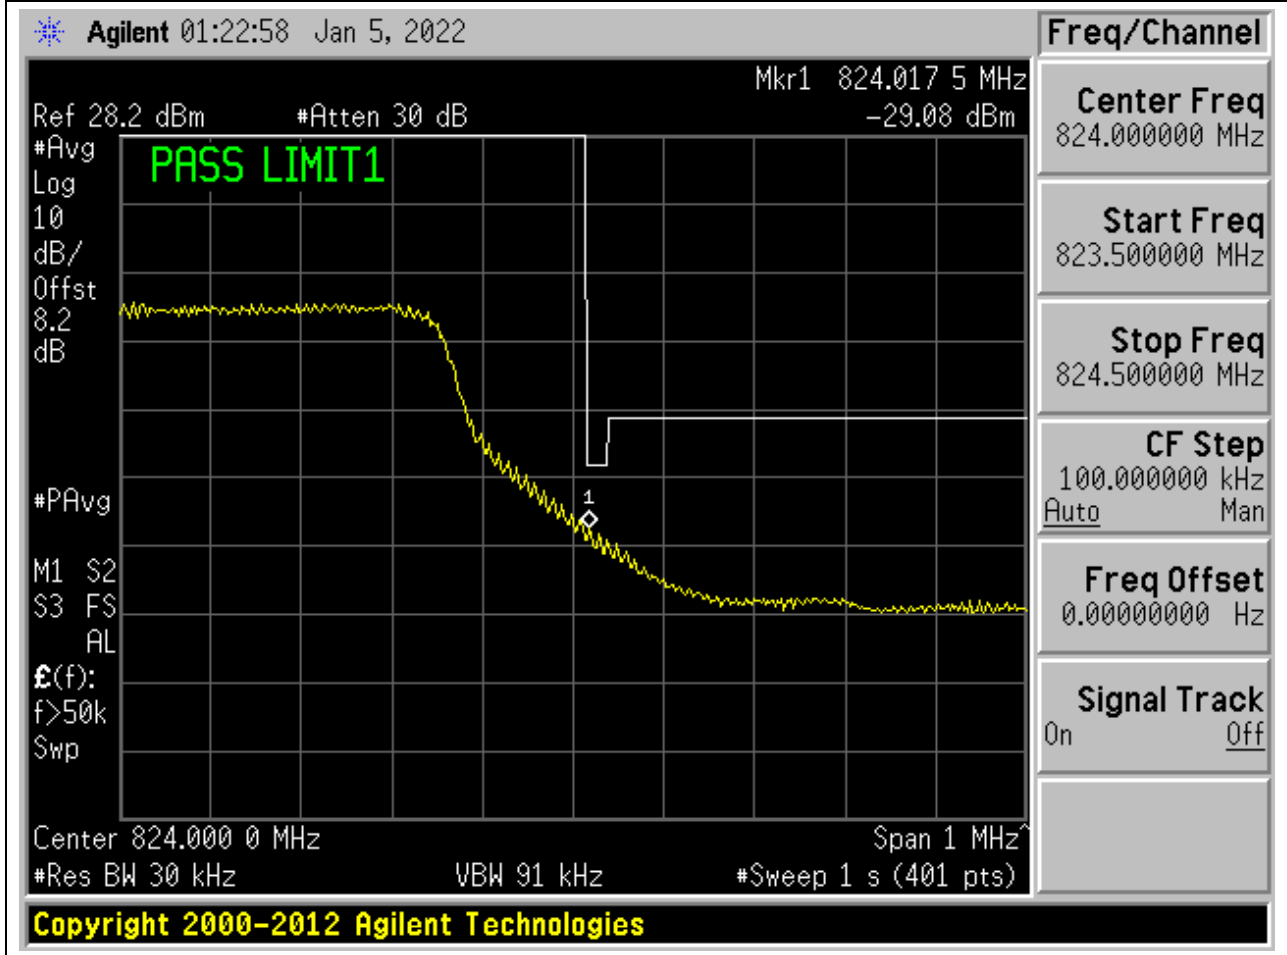 Agilent 01:22:58 Jan 5, 2022
Freq/Channel
Mkr1 824.017 5 MHz
Ref 28.2 dBm #Atten 30 dB -29.08 dBm
#Avg
Log
10
dB/
Offst
8.2
dB
PASS LIMIT1
1
#PAvg
M1 S2
S3 FS
AL
£(f):
f>50k
Swp
Center 824.000 0 MHz Span 1 MHz^
#Res BW 30 kHz VBW 91 kHz #Sweep 1 s (401 pts)
Center Freq
824.000000 MHz
Start Freq
823.500000 MHz
Stop Freq
824.500000 MHz
CF Step
100.000000 kHz
Auto Man
Freq Offset
0.00000000 Hz
Signal Track
On Off
Copyright 2000-2012 Agilent Technologies